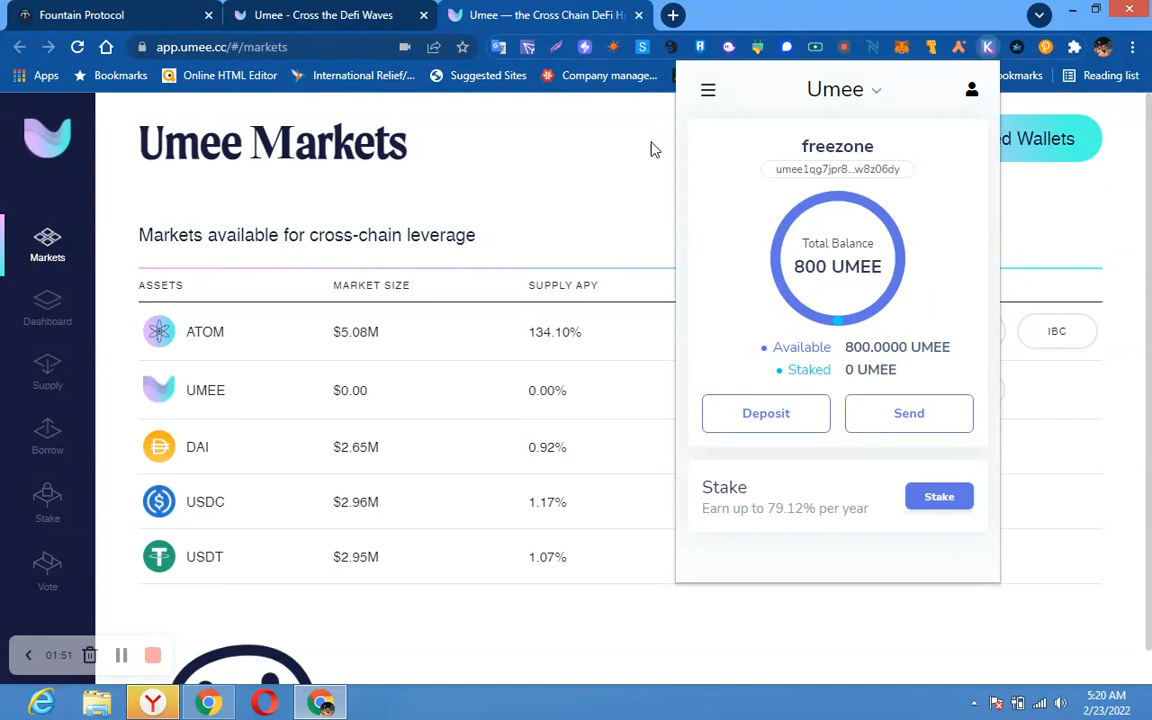 Fountain Protocol
Umee - Cross the Defi Waves
Umee — the Cross Chain DeFi H
app.umee.cc/#/markets
Apps
Bookmarks
Online HTML Editor
International Relief/...
Suggested Sites
Company manage...
okmarks
Reading list
Umee Markets
ed Wallets
Markets available for cross-chain leverage
ASSETS MARKET SIZE SUPPLY APY
ATOM $5.08M 134.10% IBC
UMEE $0.00 0.00%
DAI $2.65M 0.92%
USDC $2.96M 1.17%
USDT $2.95M 1.07%
Markets
Dashboard
Supply
Borrow
Stake
Vote
Umee
freezone
umee1qg7jpr8...w8z06dy
Total Balance
800 UMEE
Available 800.0000 UMEE
Staked 0 UMEE
Deposit Send
Stake
Earn up to 79.12% per year
Stake
01:51
5:20 AM
2/23/2022